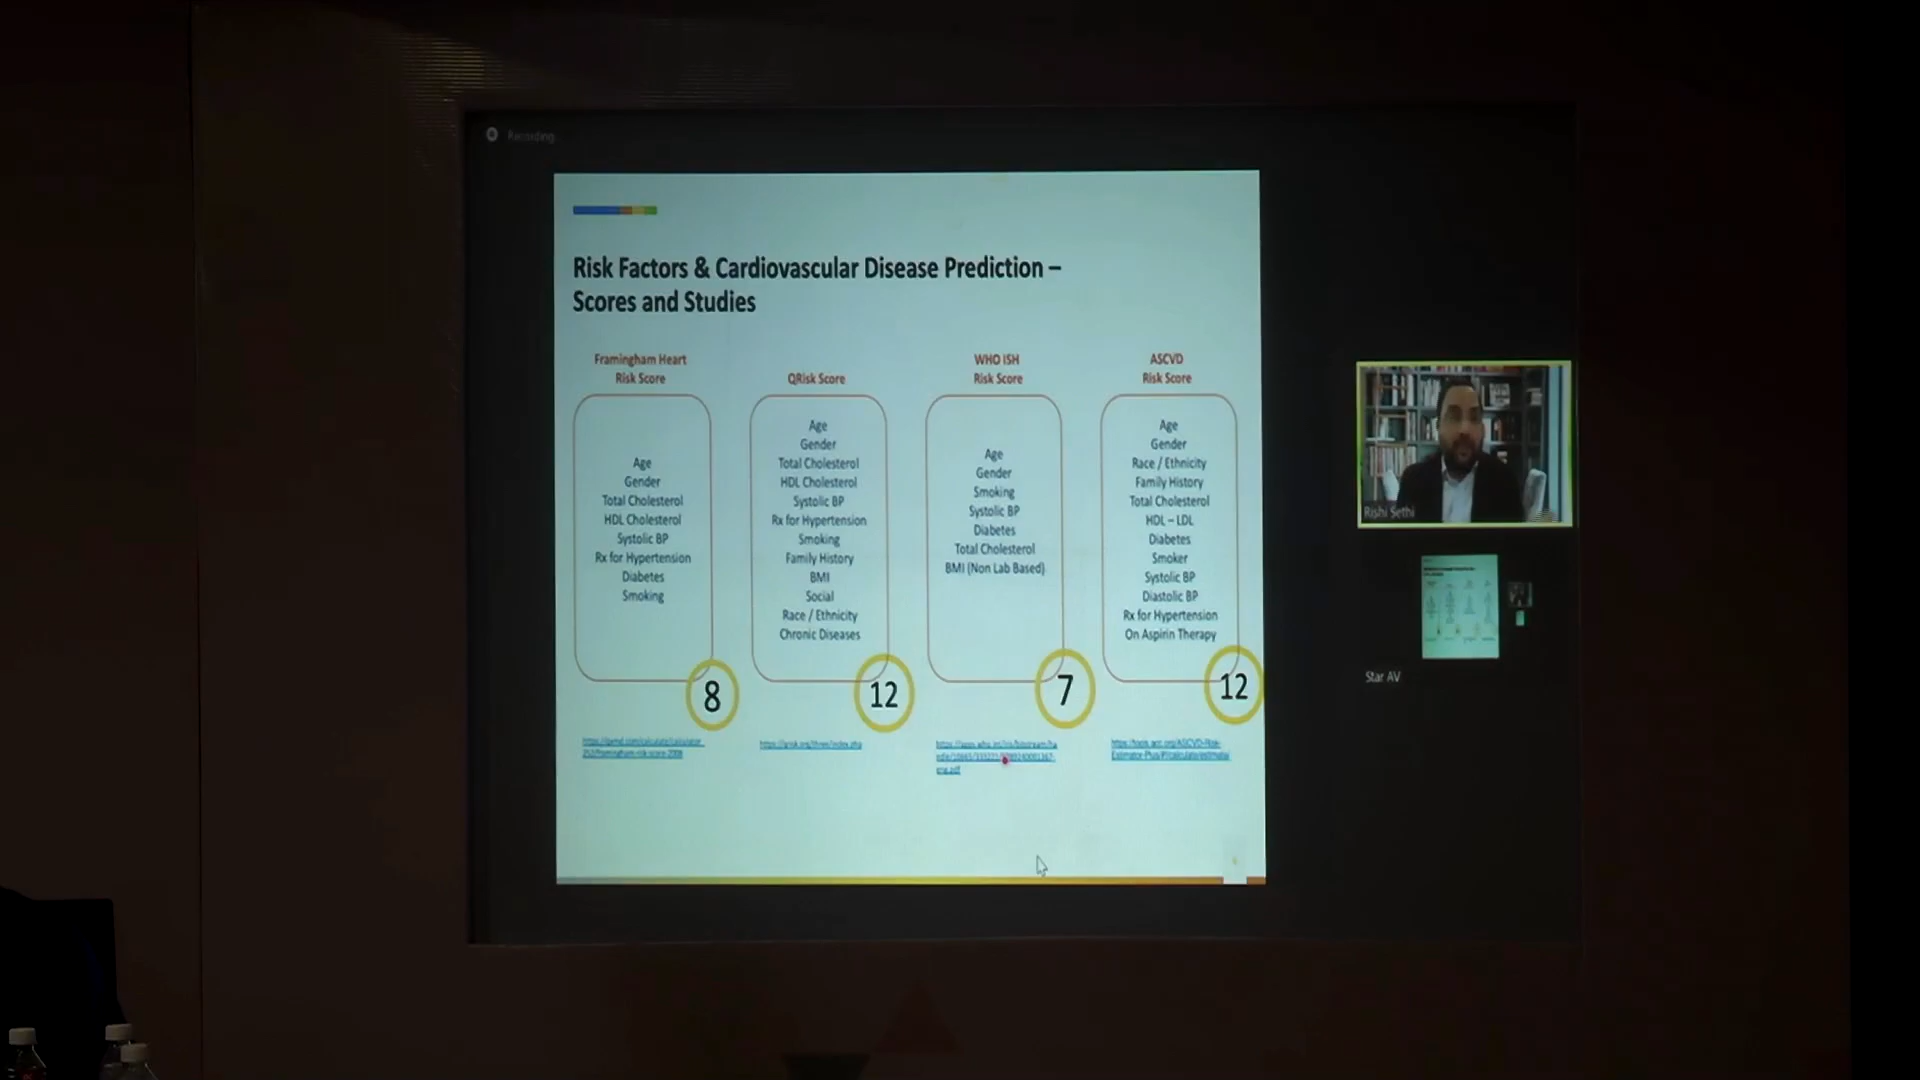 Recording
Risk Factors & Cardiovascular Disease Prediction –
Scores and Studies
Framingham Heart
Risk Score
Age
Gender
Total Cholesterol
HDL Cholesterol
Systolic BP
Rx for Hypertension
Diabetes
Smoking
8
QRisk Score
Age
Gender
Total Cholesterol
HDL Cholesterol
Systolic BP
Rx for Hypertension
Smoking
Family History
BMI
Social
Race / Ethnicity
Chronic Diseases
12
WHO ISH
Risk Score
Age
Gender
Smoking
Systolic BP
Diabetes
Total Cholesterol
BMI (Non Lab Based)
7
ASCVD
Risk Score
Age
Gender
Race / Ethnicity
Family History
Total Cholesterol
HDL – LDL
Diabetes
Smoker
Systolic BP
Diastolic BP
Rx for Hypertension
On Aspirin Therapy
12
Rishi Sethi
Star AV